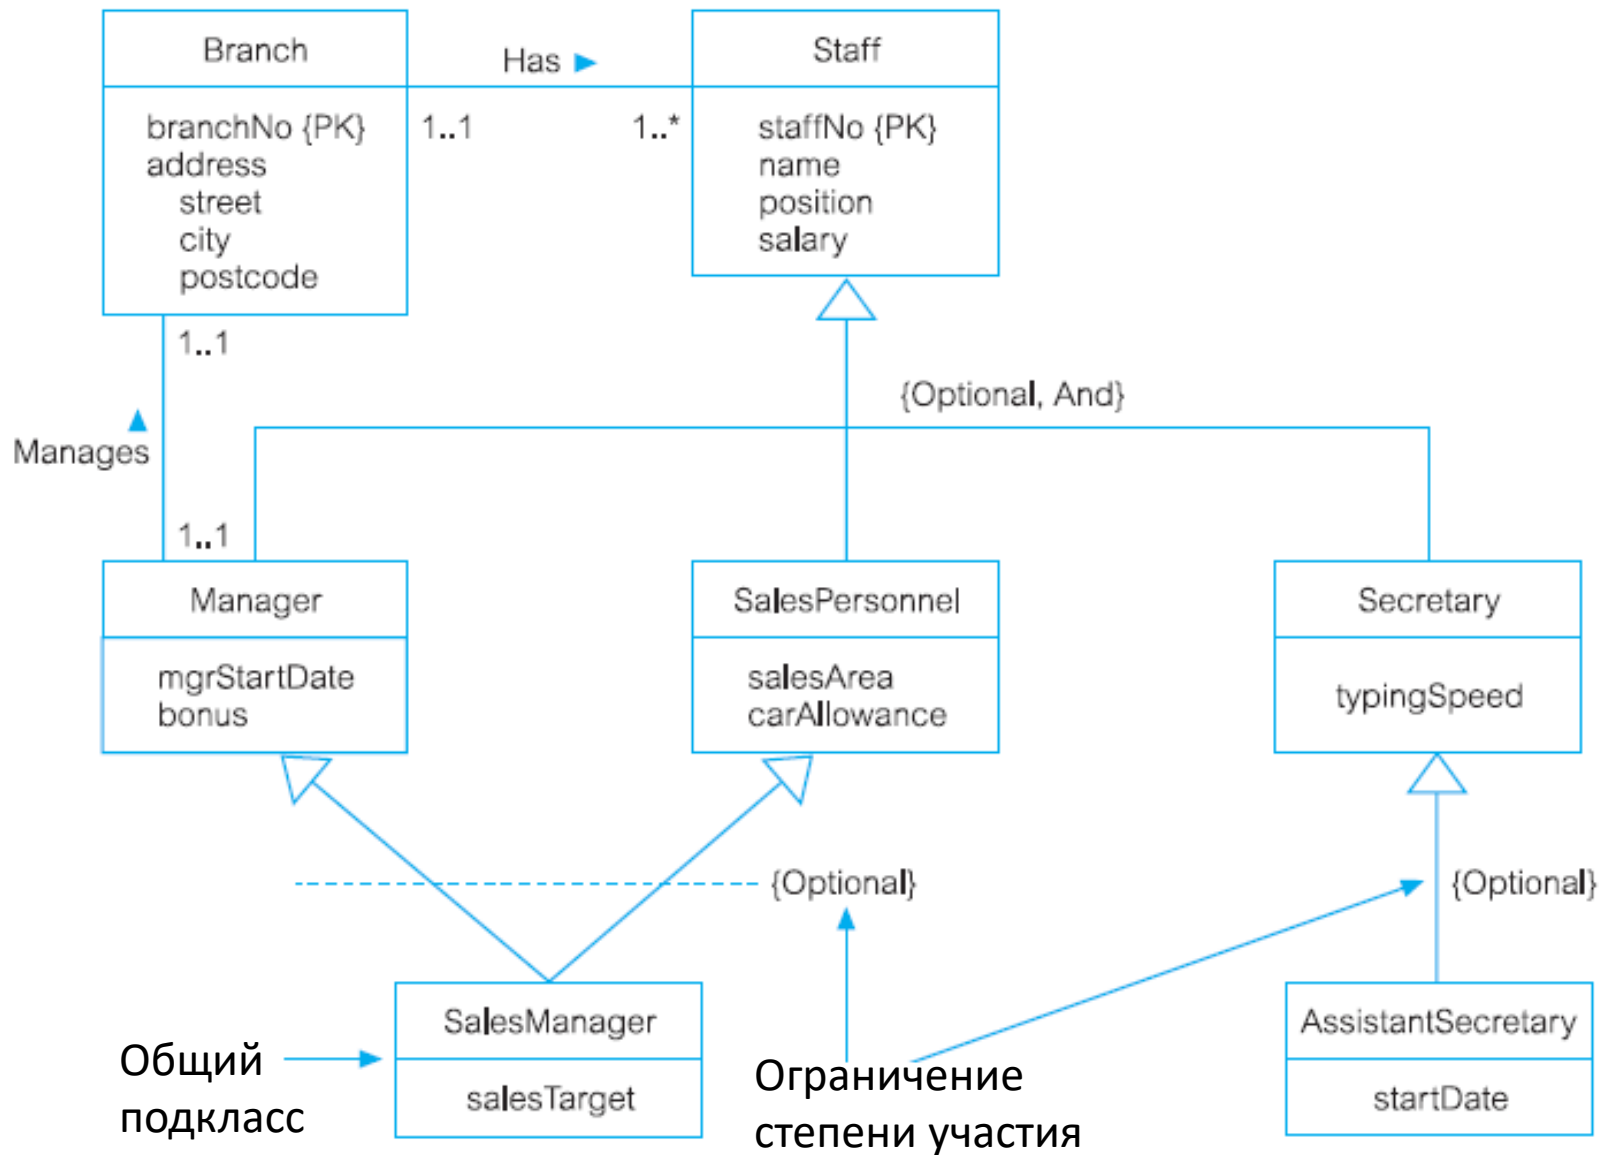 Branch
Has
Staff
branchNo {PK}
address
street
city
postcode
1..1
1..*
staffNo {PK}
name
position
salary
1..1
{Optional, And}
Manages
1..1
Manager
mgrStartDate
bonus
SalesPersonnel
salesArea
carAllowance
Secretary
typingSpeed
{Optional}
{Optional}
SalesManager
salesTarget
AssistantSecretary
startDate
Общий
подкласс
Ограничение
степени участия